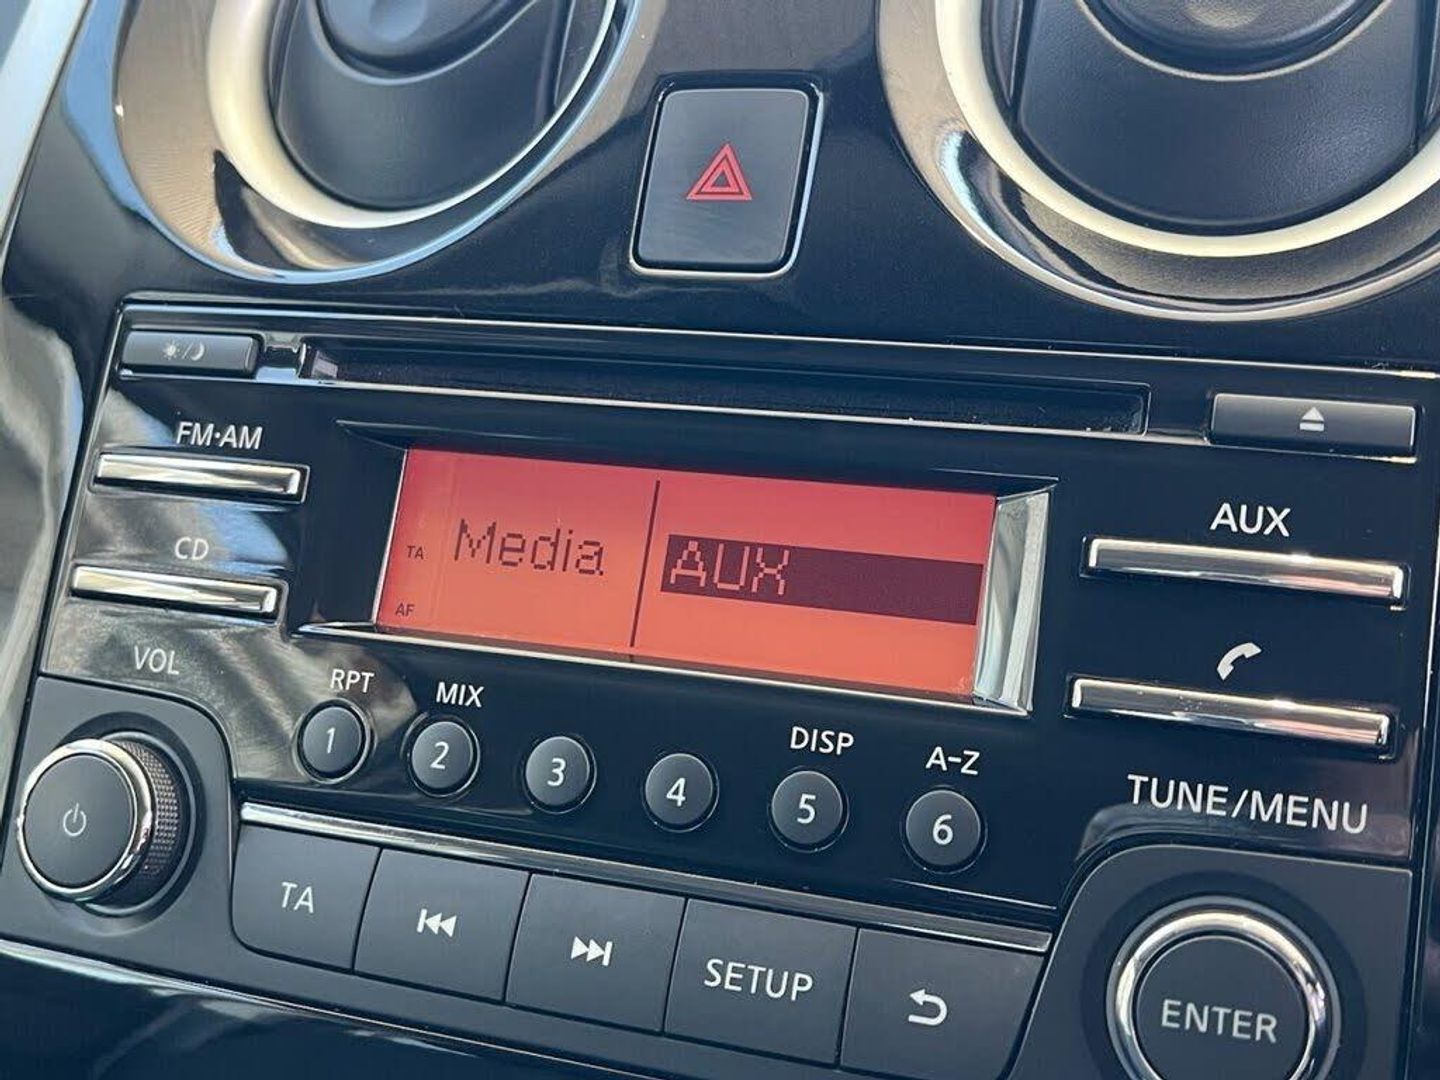 FM·AM
AUX
CD
TA
Media
AUX
AF
VOL
RPT
MIX
DISP
A-Z
1
2
3
4
5
6
TUNE/MENU
TA
SETUP
ENTER